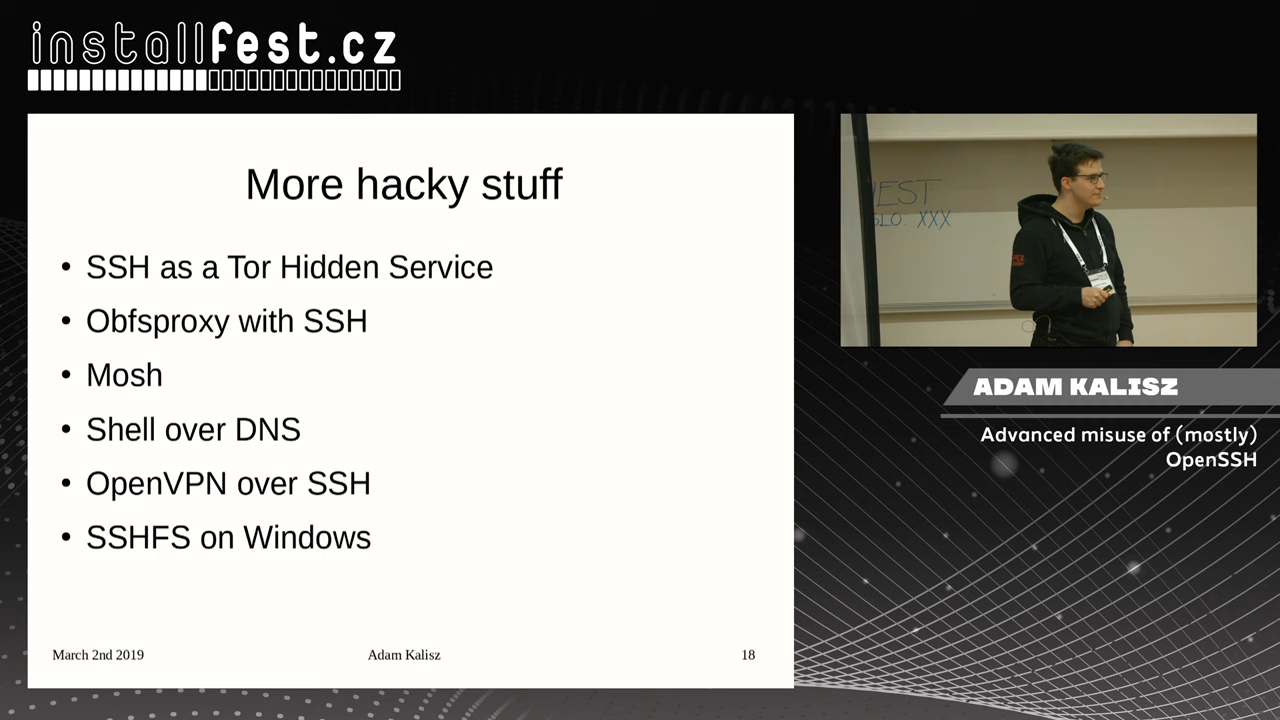 installfest.cz
More hacky stuff
• SSH as a Tor Hidden Service
• Obfsproxy with SSH
• Mosh
• Shell over DNS
• OpenVPN over SSH
• SSHFS on Windows
March 2nd 2019 Adam Kalisz 18
XXX
ADAM KALISZ
Advanced misuse of (mostly)
OpenSSH